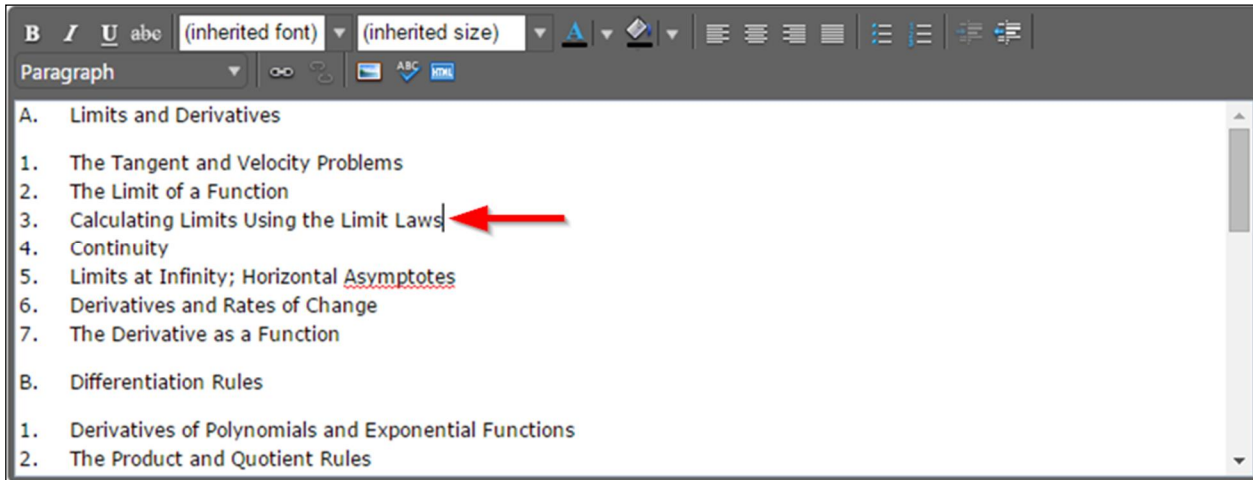 B I U abc (inherited font) (inherited size) A
Paragraph ABC HTML
A. Limits and Derivatives
1. The Tangent and Velocity Problems
2. The Limit of a Function
3. Calculating Limits Using the Limit Laws
4. Continuity
5. Limits at Infinity; Horizontal Asymptotes
6. Derivatives and Rates of Change
7. The Derivative as a Function
B. Differentiation Rules
1. Derivatives of Polynomials and Exponential Functions
2. The Product and Quotient Rules